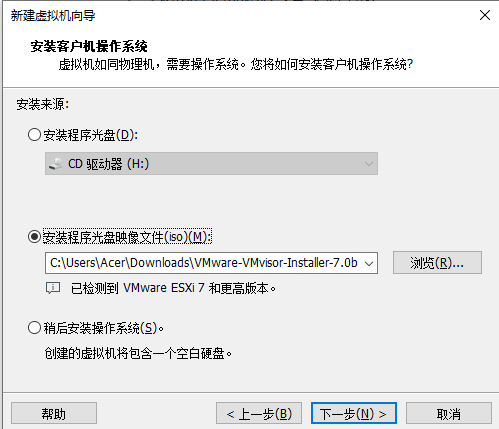 新建虚拟机向导
安装客户机操作系统
虚拟机如同物理机，需要操作系统。您将如何安装客户机操作系统?
安装来源:
安装程序光盘(D):
CD 驱动器 (H:)
安装程序光盘映像文件(iso)(M):
C:\Users\Acer\Downloads\VMware-VMvisor-Installer-7.0b
浏览(R)...
已检测到 VMware ESXi 7 和更高版本。
稍后安装操作系统(S)。
创建的虚拟机将包含一个空白硬盘。
帮助
< 上一步(B)
下一步(N) >
取消